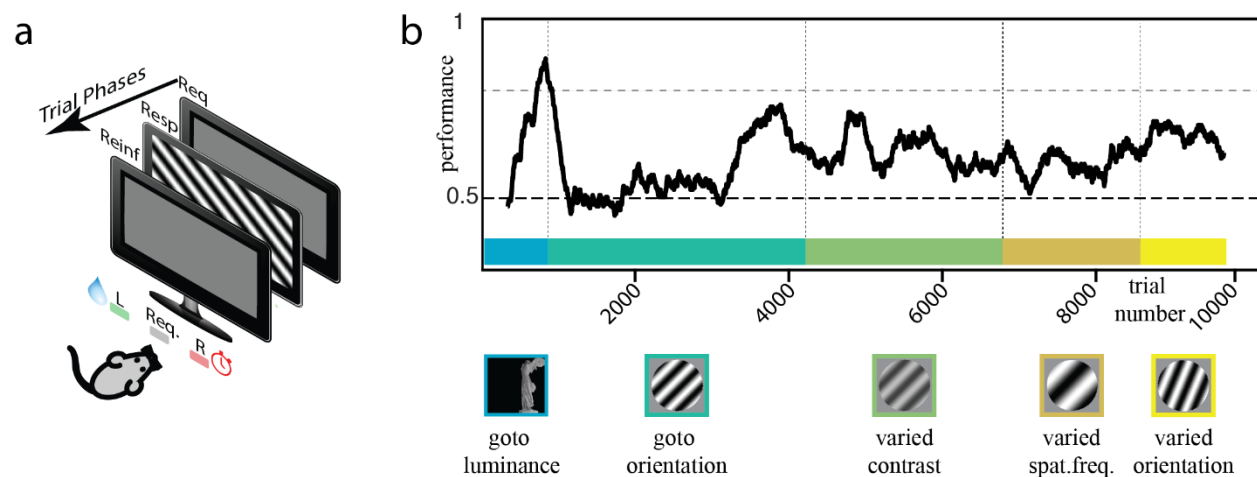 a
Trial Phases
Req
Resp
Reinf
L
Req.
R
b
1
performance
0.5
2000
4000
6000
8000
10000
trial
number
goto
luminance
goto
orientation
varied
contrast
varied
spat.freq.
varied
orientation